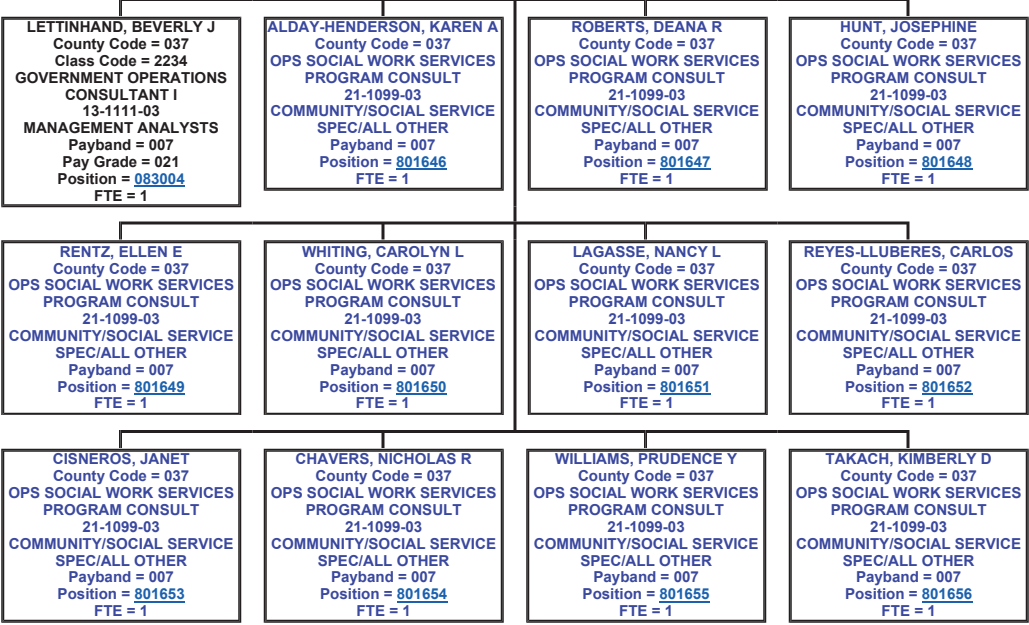 LETTINHAND, BEVERLY J
County Code = 037
Class Code = 2234
GOVERNMENT OPERATIONS
CONSULTANT I
13-1111-03
MANAGEMENT ANALYSTS
Payband = 007
Pay Grade = 021
Position = 083004
FTE = 1
ALDAY-HENDERSON, KAREN A
County Code = 037
OPS SOCIAL WORK SERVICES
PROGRAM CONSULT
21-1099-03
COMMUNITY/SOCIAL SERVICE
SPEC/ALL OTHER
Payband = 007
Position = 801646
FTE = 1
ROBERTS, DEANA R
County Code = 037
OPS SOCIAL WORK SERVICES
PROGRAM CONSULT
21-1099-03
COMMUNITY/SOCIAL SERVICE
SPEC/ALL OTHER
Payband = 007
Position = 801647
FTE = 1
HUNT, JOSEPHINE
County Code = 037
OPS SOCIAL WORK SERVICES
PROGRAM CONSULT
21-1099-03
COMMUNITY/SOCIAL SERVICE
SPEC/ALL OTHER
Payband = 007
Position = 801648
FTE = 1
RENTZ, ELLEN E
County Code = 037
OPS SOCIAL WORK SERVICES
PROGRAM CONSULT
21-1099-03
COMMUNITY/SOCIAL SERVICE
SPEC/ALL OTHER
Payband = 007
Position = 801649
FTE = 1
WHITING, CAROLYN L
County Code = 037
OPS SOCIAL WORK SERVICES
PROGRAM CONSULT
21-1099-03
COMMUNITY/SOCIAL SERVICE
SPEC/ALL OTHER
Payband = 007
Position = 801650
FTE = 1
LAGASSE, NANCY L
County Code = 037
OPS SOCIAL WORK SERVICES
PROGRAM CONSULT
21-1099-03
COMMUNITY/SOCIAL SERVICE
SPEC/ALL OTHER
Payband = 007
Position = 801651
FTE = 1
REYES-LLUBERES, CARLOS
County Code = 037
OPS SOCIAL WORK SERVICES
PROGRAM CONSULT
21-1099-03
COMMUNITY/SOCIAL SERVICE
SPEC/ALL OTHER
Payband = 007
Position = 801652
FTE = 1
CISNEROS, JANET
County Code = 037
OPS SOCIAL WORK SERVICES
PROGRAM CONSULT
21-1099-03
COMMUNITY/SOCIAL SERVICE
SPEC/ALL OTHER
Payband = 007
Position = 801653
FTE = 1
CHAVERS, NICHOLAS R
County Code = 037
OPS SOCIAL WORK SERVICES
PROGRAM CONSULT
21-1099-03
COMMUNITY/SOCIAL SERVICE
SPEC/ALL OTHER
Payband = 007
Position = 801654
FTE = 1
WILLIAMS, PRUDENCE Y
County Code = 037
OPS SOCIAL WORK SERVICES
PROGRAM CONSULT
21-1099-03
COMMUNITY/SOCIAL SERVICE
SPEC/ALL OTHER
Payband = 007
Position = 801655
FTE = 1
TAKACH, KIMBERLY D
County Code = 037
OPS SOCIAL WORK SERVICES
PROGRAM CONSULT
21-1099-03
COMMUNITY/SOCIAL SERVICE
SPEC/ALL OTHER
Payband = 007
Position = 801656
FTE = 1